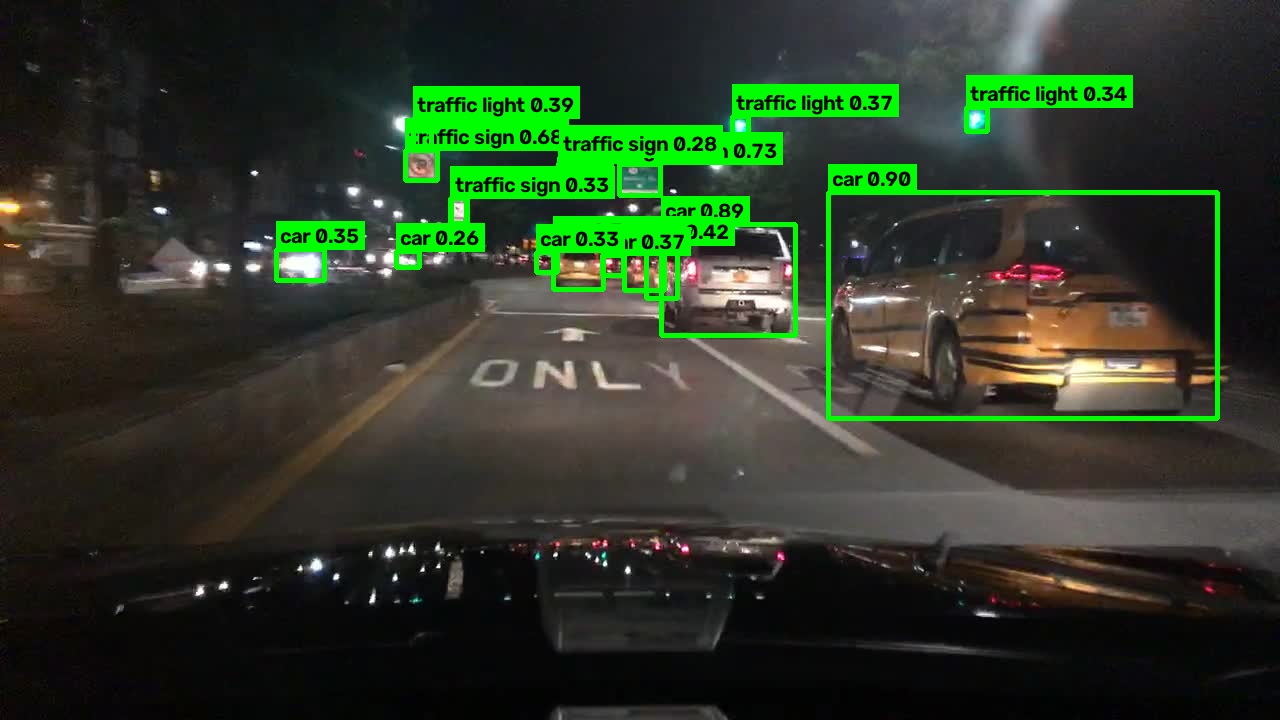 traffic light 0.34
traffic light 0.39
traffic light 0.37
traffic sign 0.68
traffic sign 0.28
0.73
car 0.90
traffic sign 0.33
car 0.89
0.42
car 0.35
car 0.26
car 0.33
0.37
ONLY